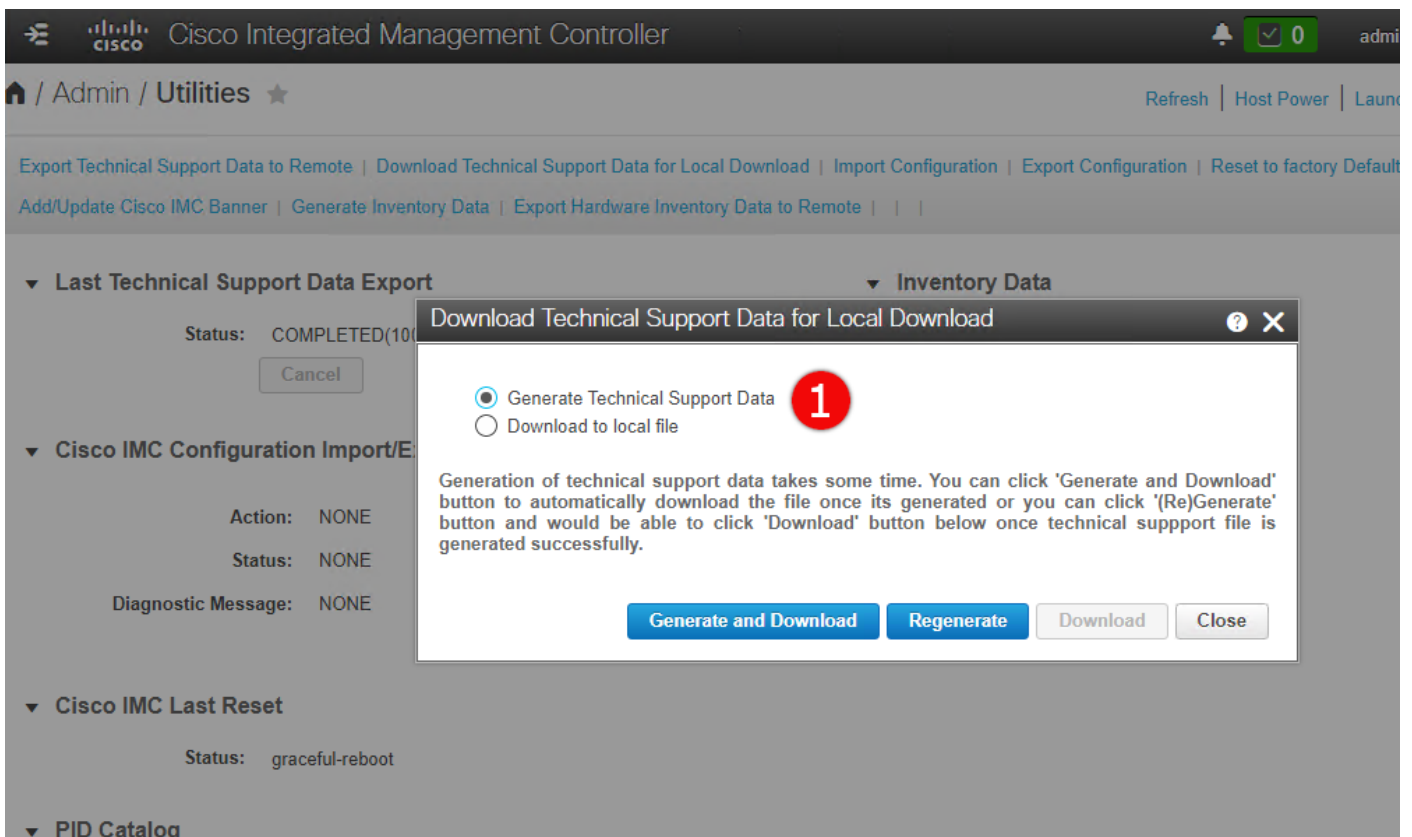 CISCO Cisco Integrated Management Controller 0
/ Admin / Utilities Refresh | Host Power |
Export Technical Support Data to Remote | Download Technical Support Data for Local Download | Import Configuration | Export Configuration | Reset to factory Default
Add/Update Cisco IMC Banner | Generate Inventory Data | Export Hardware Inventory Data to Remote | | |
Last Technical Support Data Export
Inventory Data
Status:
Cancel
Cisco IMC Configuration Import/E
Action: NONE
Status: NONE
Diagnostic Message: NONE
Download Technical Support Data for Local Download ? X
Generate Technical Support Data 1
Download to local file
Generation of technical support data takes some time. You can click 'Generate and Download'
button to automatically download the file once its generated or you can click '(Re)Generate'
button and would be able to click 'Download' button below once technical suppport file is
generated successfully.
Generate and Download Regenerate Download Close
Cisco IMC Last Reset
Status: graceful-reboot
PID Catalog